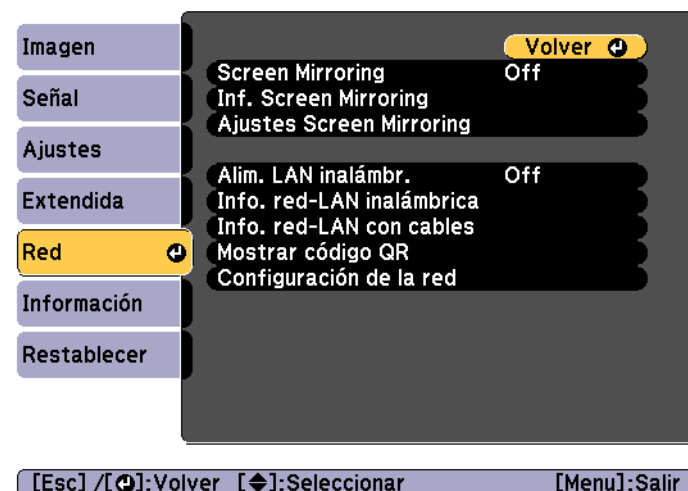 Imagen
Señal
Ajustes
Extendida
Red
Información
Restablecer
Volver
Screen Mirroring Off
Inf. Screen Mirroring
Ajustes Screen Mirroring
Alim. LAN inalámbr. Off
Info. red-LAN inalámbrica
Info. red-LAN con cables
Mostrar código QR
Configuración de la red
[Esc] /[ ]:Volver [ ]:Seleccionar [Menu]:Salir